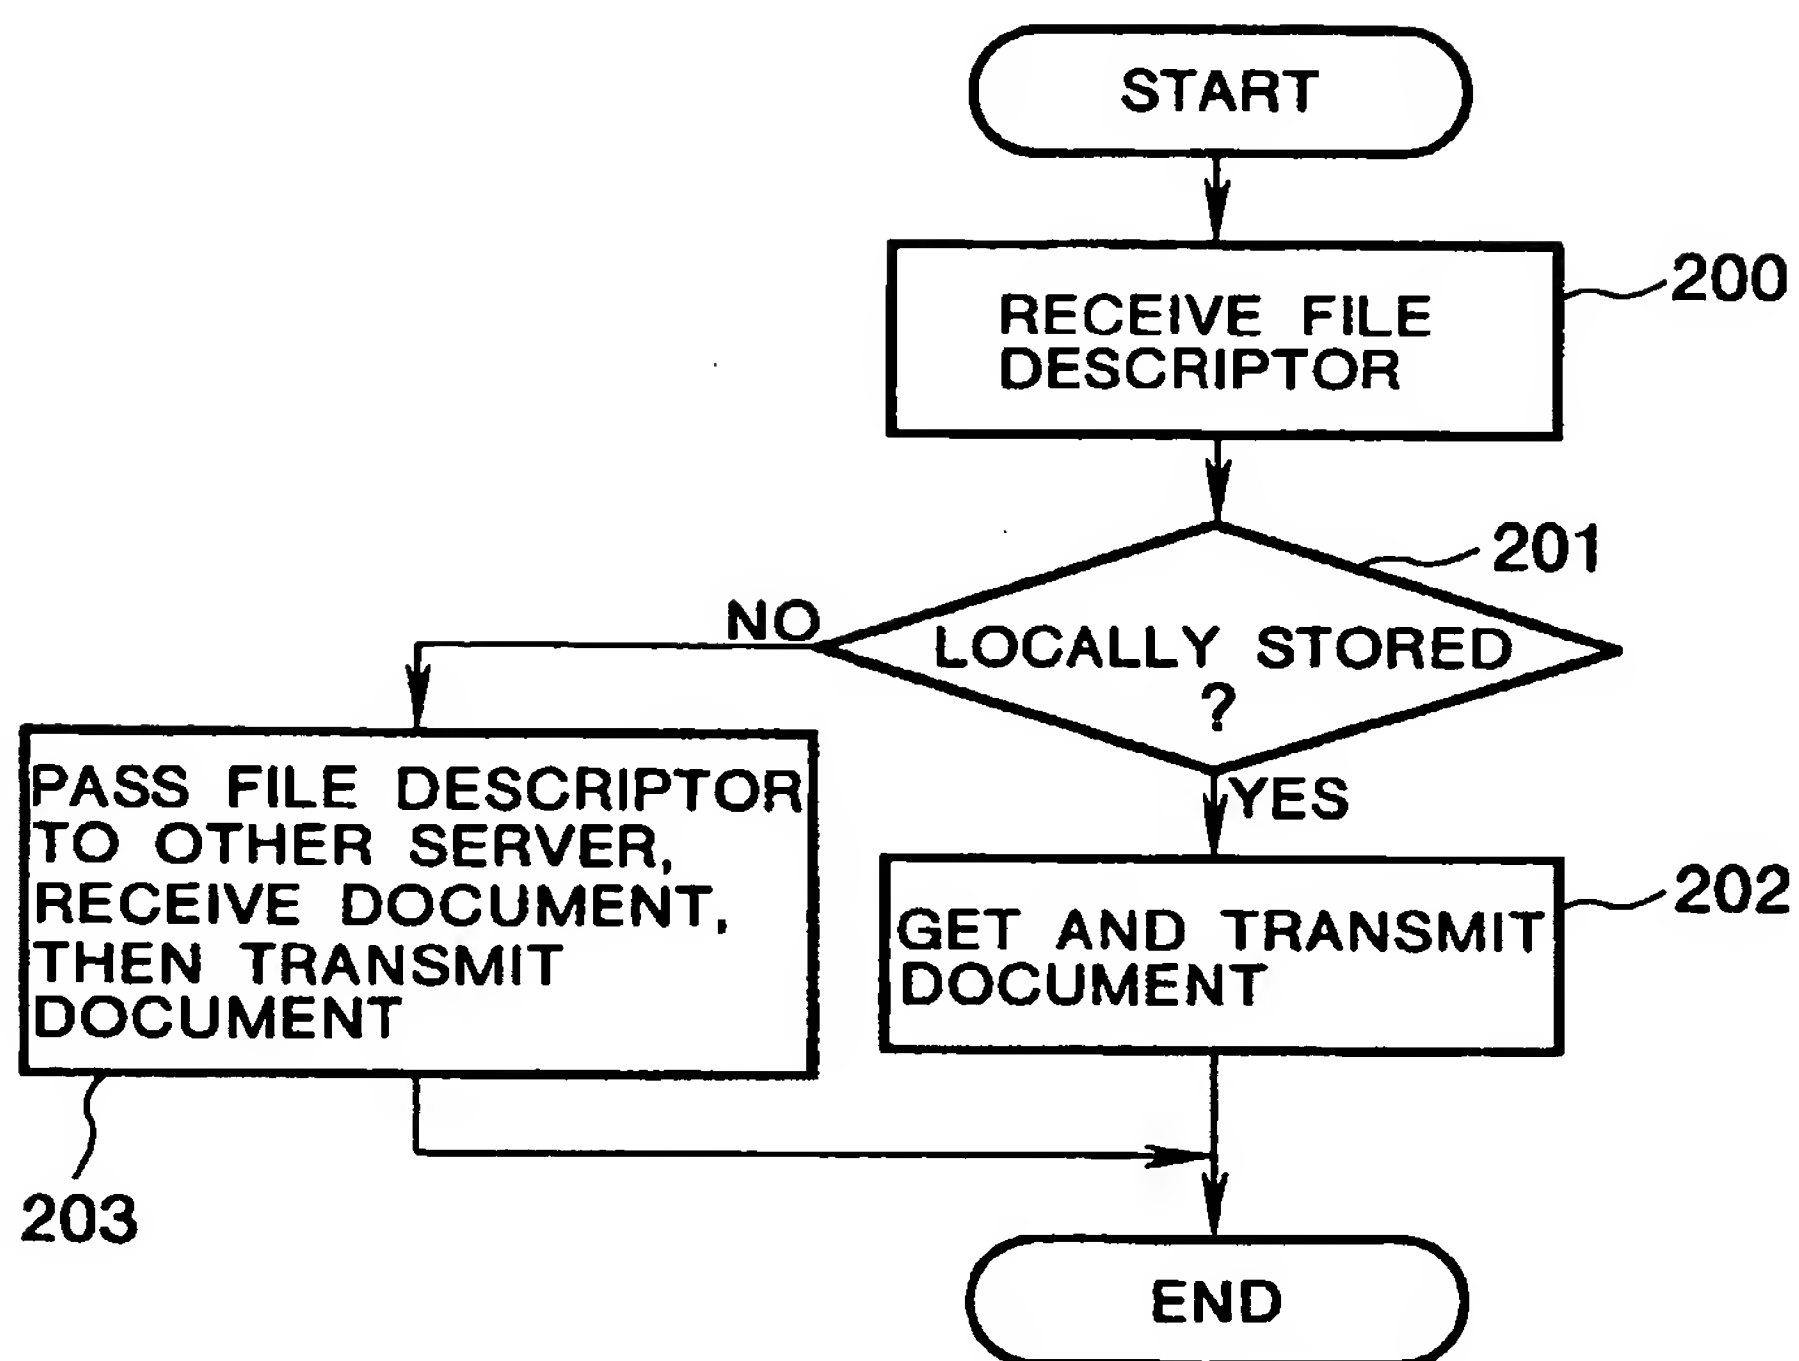 START
RECEIVE FILE
DESCRIPTOR
200
201
NO
LOCALLY STORED
?
YES
PASS FILE DESCRIPTOR
TO OTHER SERVER,
RECEIVE DOCUMENT,
THEN TRANSMIT
DOCUMENT
203
GET AND TRANSMIT
DOCUMENT
202
END